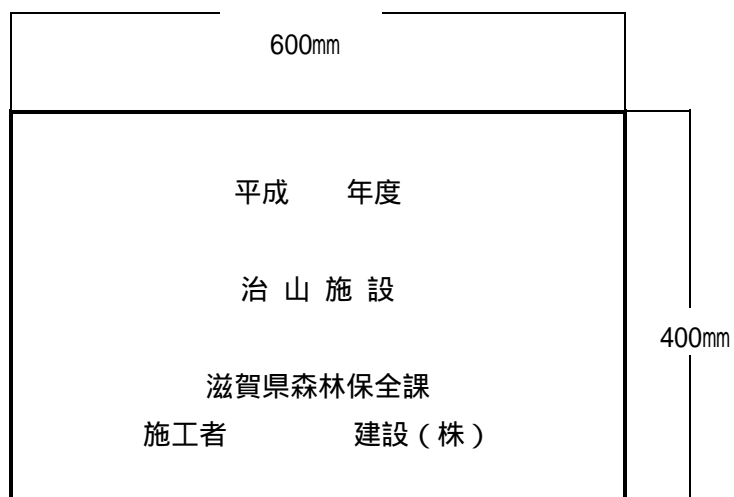 600㎜
平成　　年度
治 山 施 設
400㎜
滋賀県森林保全課
施工者　　　　　建設（株）